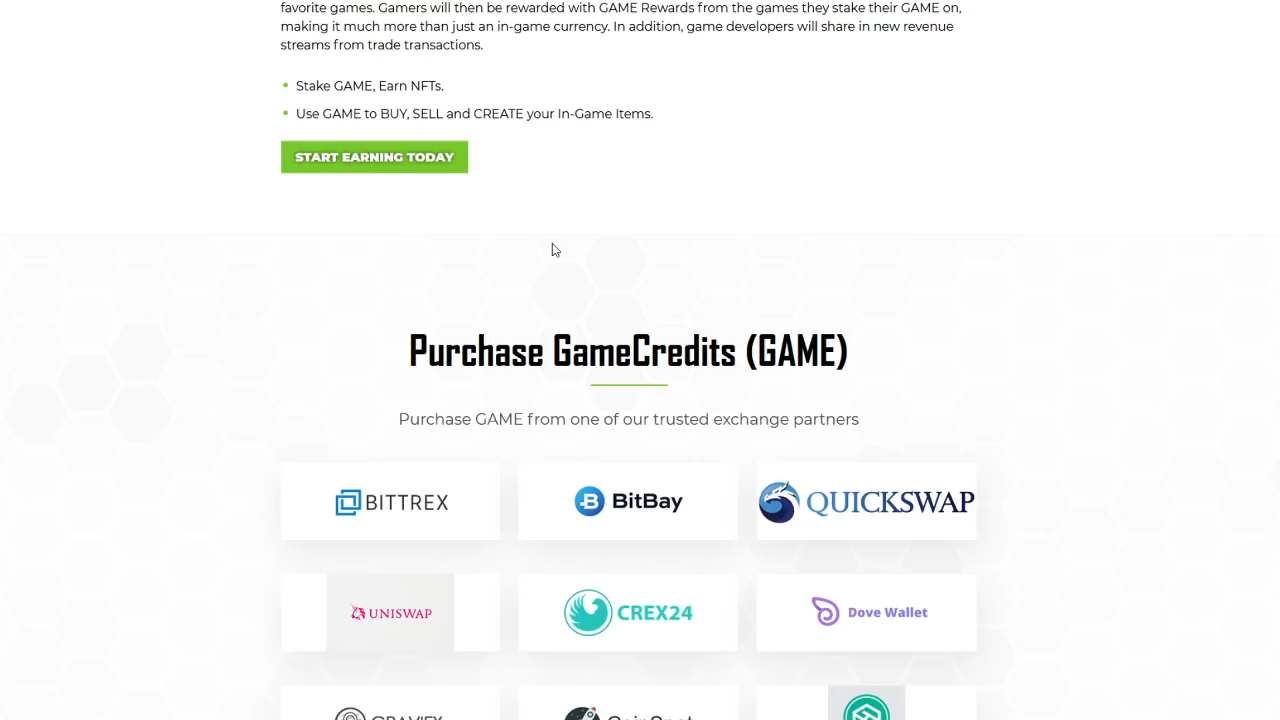 favorite games. Gamers will then be rewarded with GAME Rewards from the games they stake their GAME on,
making it much more than just an in-game currency. In addition, game developers will share in new revenue
streams from trade transactions.
Stake GAME, Earn NFTs.
Use GAME to BUY, SELL and CREATE your In-Game Items.
START EARNING TODAY
Purchase GameCredits (GAME)
Purchase GAME from one of our trusted exchange partners
BITTREX
BitBay
QUICKSWAP
UNISWAP
CREX24
Dove Wallet